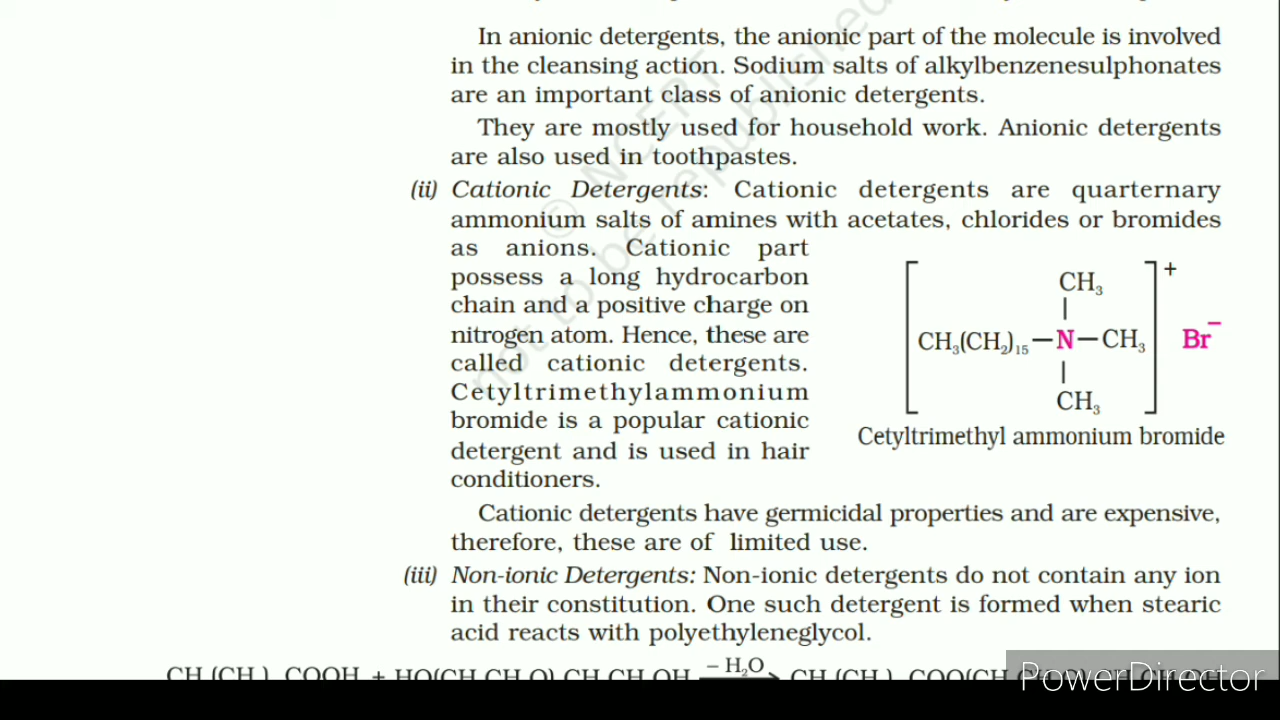 In anionic detergents, the anionic part of the molecule is involved
in the cleansing action. Sodium salts of alkylbenzenesulphonates
are an important class of anionic detergents.
They are mostly used for household work. Anionic detergents
are also used in toothpastes.
(ii) Cationic Detergents: Cationic detergents are quarternary
ammonium salts of amines with acetates, chlorides or bromides
as anions. Cationic part
possess a long hydrocarbon
chain and a positive charge on
nitrogen atom. Hence, these are
called cationic detergents.
Cetyltrimethylammonium
bromide is a popular cationic
detergent and is used in hair
conditioners.
CH₃
+
CH₃(CH₂)₁₅—N—CH₃ Br⁻
CH₃
Cetyltrimethyl ammonium bromide
Cationic detergents have germicidal properties and are expensive,
therefore, these are of limited use.
(iii) Non-ionic Detergents: Non-ionic detergents do not contain any ion
in their constitution. One such detergent is formed when stearic
acid reacts with polyethyleneglycol.
– H₂O
© NCERT
not to be republished
PowerDirector